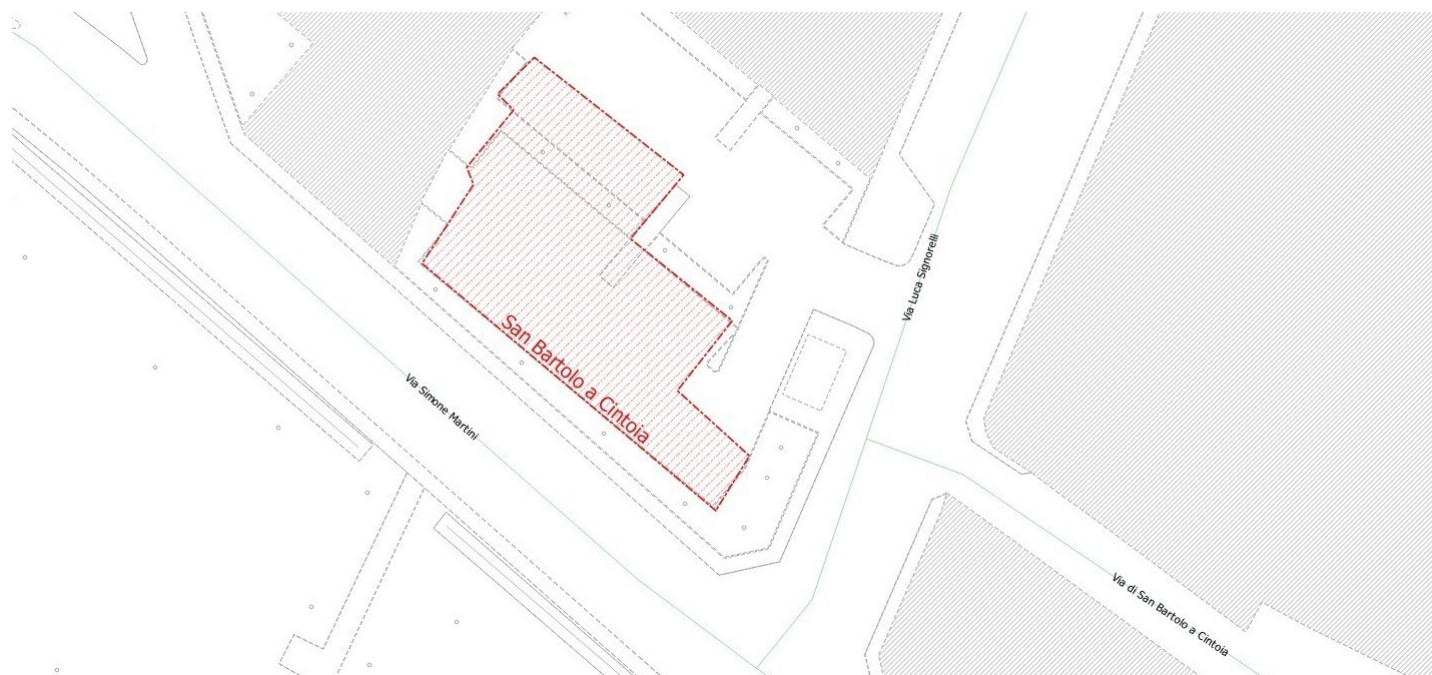 Via Luca Signorelli
San Bartolo a Cintoia
Via Simone Martini
Via di San Bartolo a Cintoia